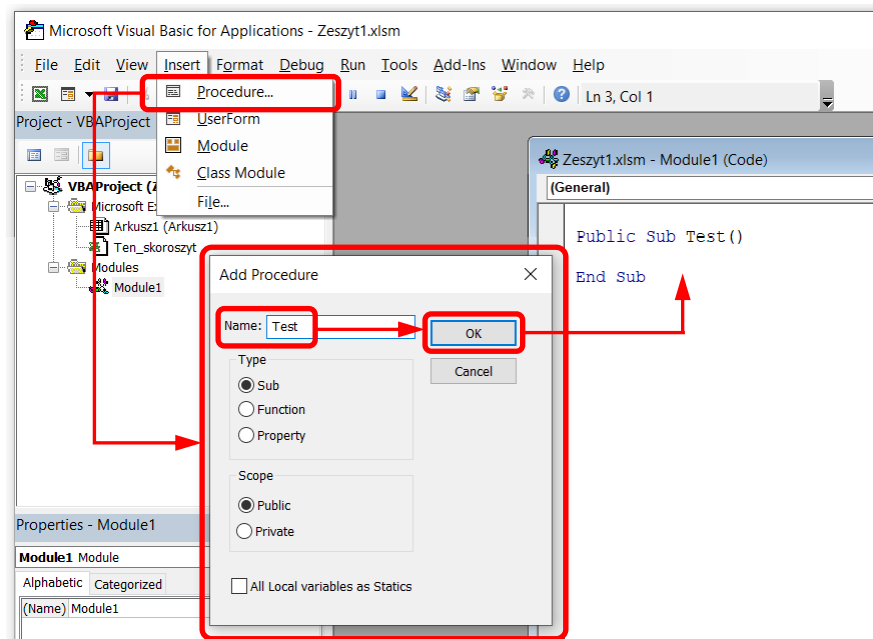 Microsoft Visual Basic for Applications - Zeszyt1.xlsm
File Edit View Insert Format Debug Run Tools Add-Ins Window Help
Procedure...
UserForm
Module
Class Module
File...
Ln 3, Col 1
Project - VBAProject
VBAProject (
Microsoft E
Arkusz1 (Arkusz1)
Ten_skoroszyt
Modules
Module1
Zeszyt1.xlsm - Module1 (Code)
(General)
Public Sub Test()
End Sub
Add Procedure
Name: Test
OK
Cancel
Type
Sub
Function
Property
Scope
Public
Private
All Local variables as Statics
Properties - Module1
Module1 Module
Alphabetic Categorized
(Name) Module1